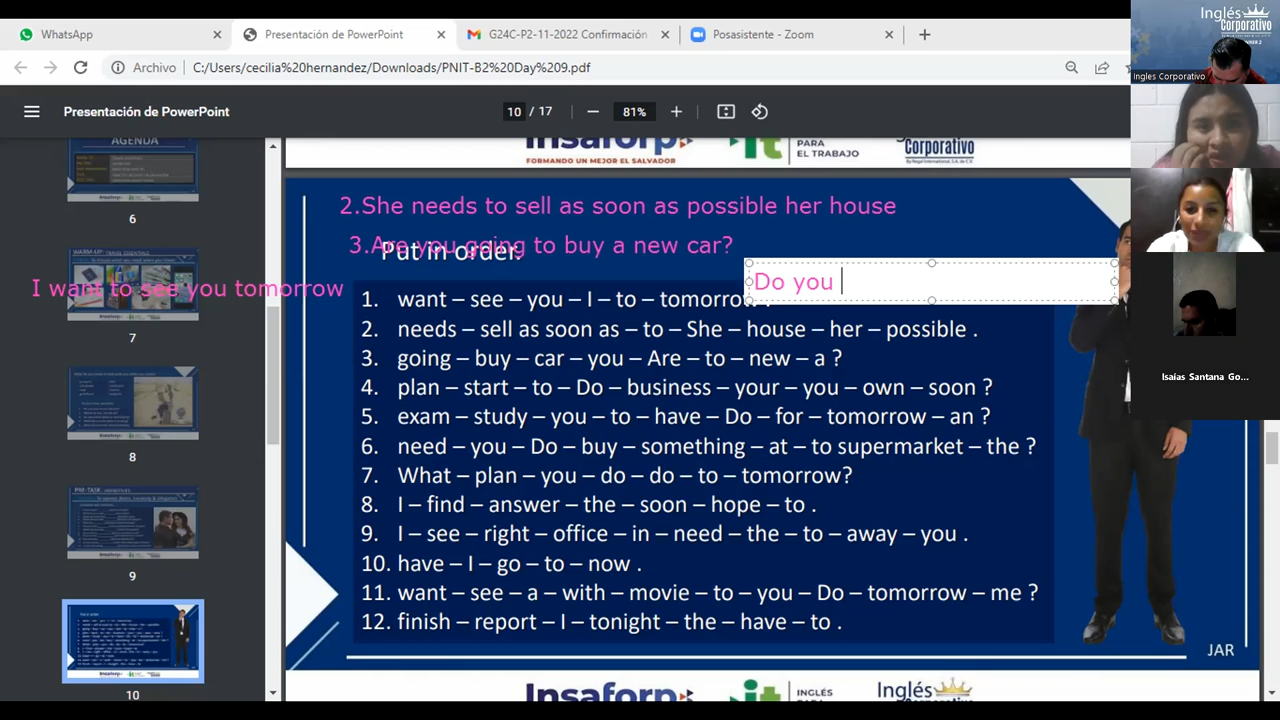 WhatsApp
Presentación de PowerPoint
G24C-P2-11-2022 Confirmación
Posasistente - Zoom
Archivo
C:/Users/cecilia%20hernandez/Downloads/PNIT-B2%20Day%209.pdf
Presentación de PowerPoint
10 / 17
81%
Inglés
Corporativo
Ingles Corporativo
Isaías Santana Go...
AGENDA
6
7
8
9
10
Insaforp
FORMANDO UN MEJOR EL SALVADOR
PARA
EL TRABAJO
Corporativo
2.She needs to sell as soon as possible her house
3.Are you going to buy a new car?
Put in order.
Do you
I want to see you tomorrow
1. want – see – you – I – to – tomorrow .
2. needs – sell as soon as – to – She – house – her – possible .
3. going – buy – car – you – Are – to – new – a ?
4. plan – start – to – Do – business – your – you – own – soon ?
5. exam – study – you – to – have – Do – for – tomorrow – an ?
6. need – you – Do – buy – something – at – to supermarket – the ?
7. What – plan – you – do – do – to – tomorrow?
8. I – find – answer – the – soon – hope – to .
9. I – see – right – office – in – need – the – to – away – you .
10. have – I – go – to – now .
11. want – see – a – with – movie – to – you – Do – tomorrow – me ?
12. finish – report – I – tonight – the – have – to .
JAR
Insaforp
INGLÉS
PARA
Inglés